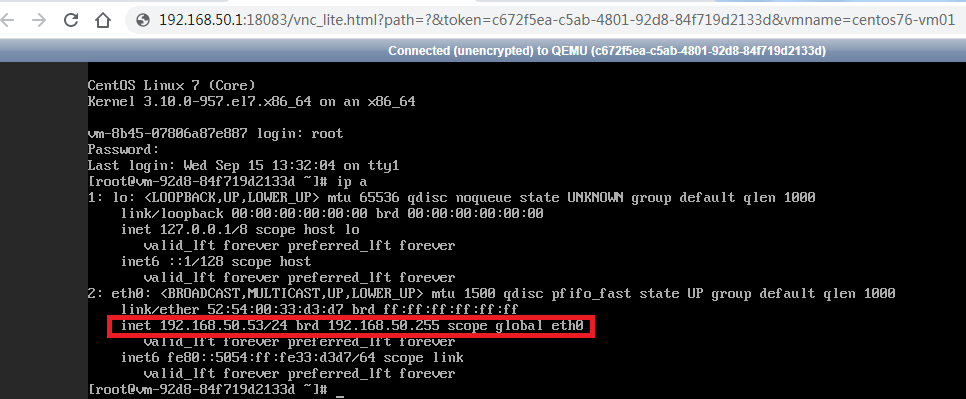 192.168.50.1:18083/vnc_lite.html?path=?&token=c672f5ea-c5ab-4801-92d8-84f719d2133d&vmname=centos76-vm01
Connected (unencrypted) to QEMU (c672f5ea-c5ab-4801-92d8-84f719d2133d)
CentOS Linux 7 (Core)
Kernel 3.10.0-957.el7.x86_64 on an x86_64
vm-8b45-07806a87e887 login: root
Password:
Last login: Wed Sep 15 13:32:04 on tty1
[root@vm-92d8-84f719d2133d ~]# ip a
1: lo: <LOOPBACK,UP,LOWER_UP> mtu 65536 qdisc noqueue state UNKNOWN group default qlen 1000
link/loopback 00:00:00:00:00:00 brd 00:00:00:00:00:00
inet 127.0.0.1/8 scope host lo
valid_lft forever preferred_lft forever
inet6 ::1/128 scope host
valid_lft forever preferred_lft forever
2: eth0: <BROADCAST,MULTICAST,UP,LOWER_UP> mtu 1500 qdisc pfifo_fast state UP group default qlen 1000
link/ether 52:54:00:33:d3:d7 brd ff:ff:ff:ff:ff:ff
inet 192.168.50.53/24 brd 192.168.50.255 scope global eth0
valid_lft forever preferred_lft forever
inet6 fe80::5054:ff:fe33:d3d7/64 scope link
valid_lft forever preferred_lft forever
[root@vm-92d8-84f719d2133d ~]# _